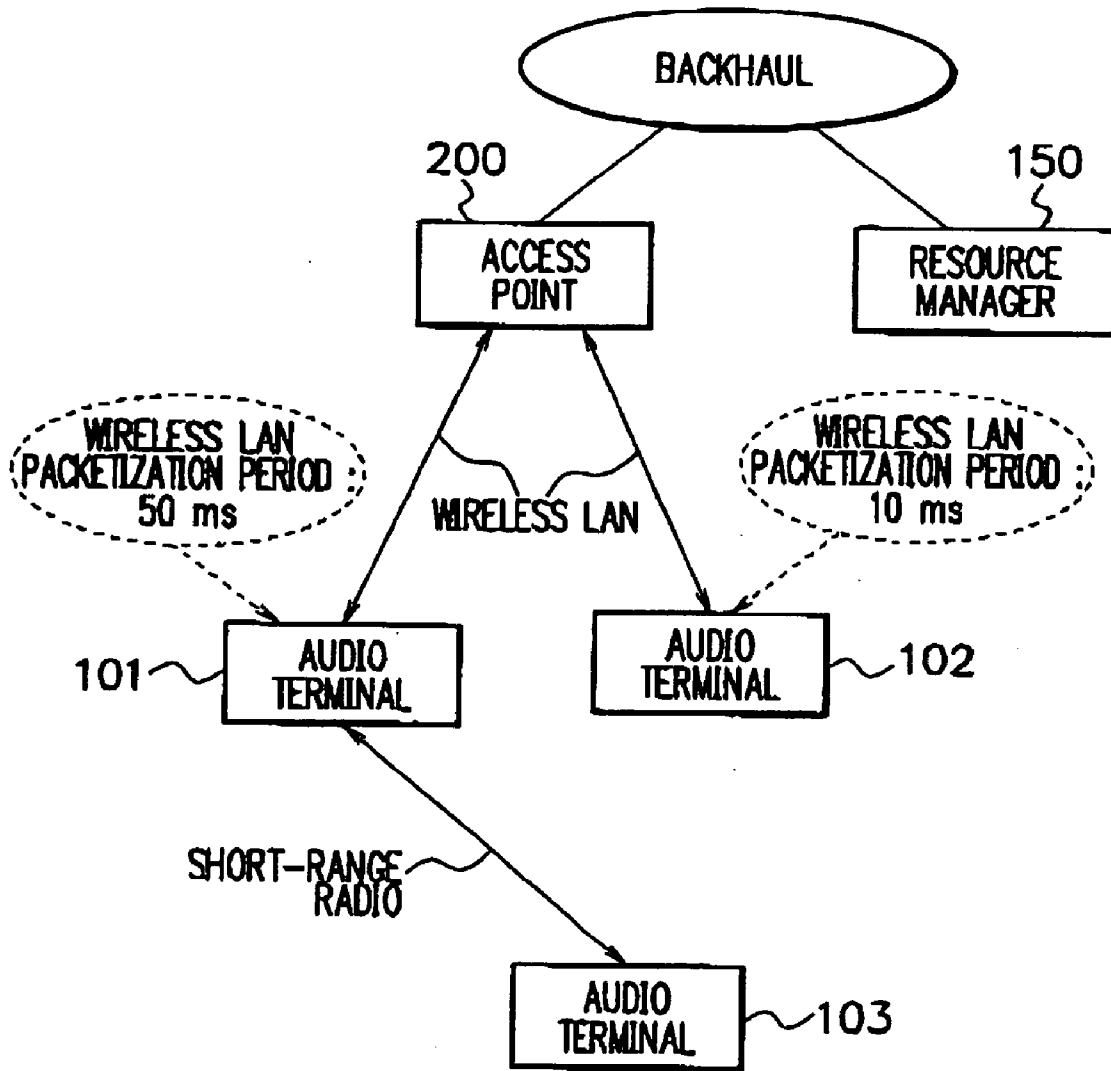 BACKHAUL
200
150
ACCESS
POINT
RESOURCE
MANAGER
WIRELESS LAN
PACKETIZATION PERIOD :
50 ms
WIRELESS LAN
PACKETIZATION PERIOD :
10 ms
WIRELESS LAN
101
AUDIO
TERMINAL
AUDIO
TERMINAL
102
SHORT-RANGE
RADIO
AUDIO
TERMINAL
103